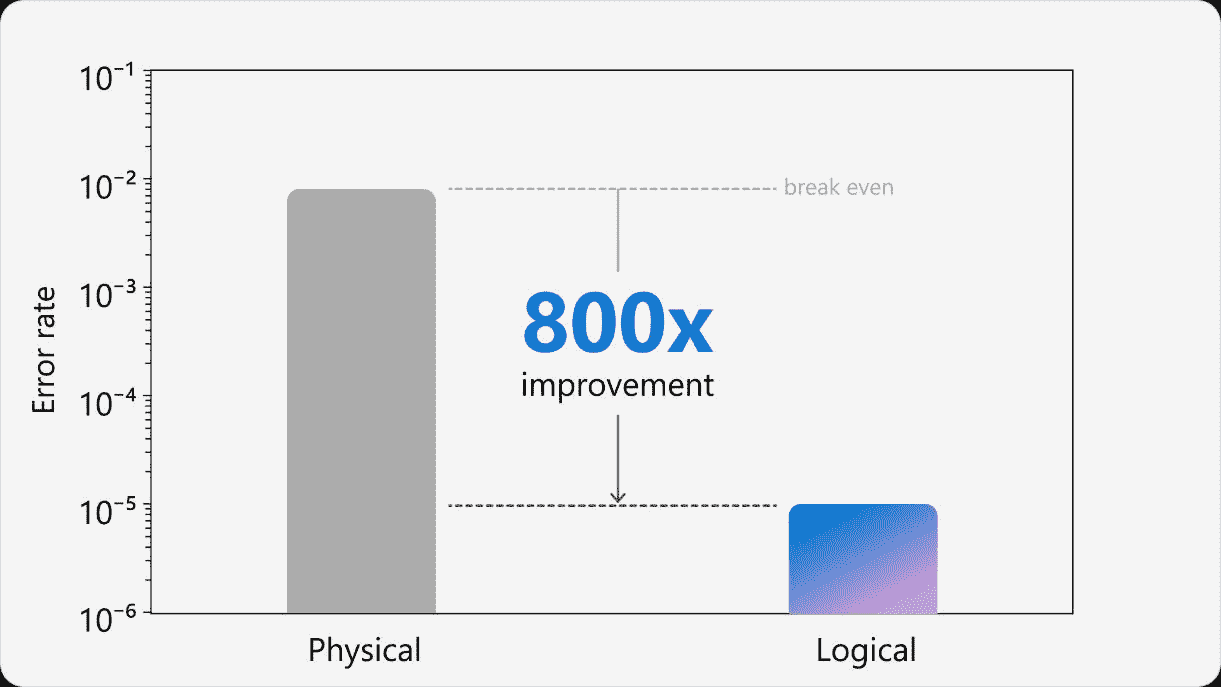 10⁻¹
10⁻²
break even
10⁻³
800x
improvement
Error rate
10⁻⁴
10⁻⁵
10⁻⁶
Physical
Logical